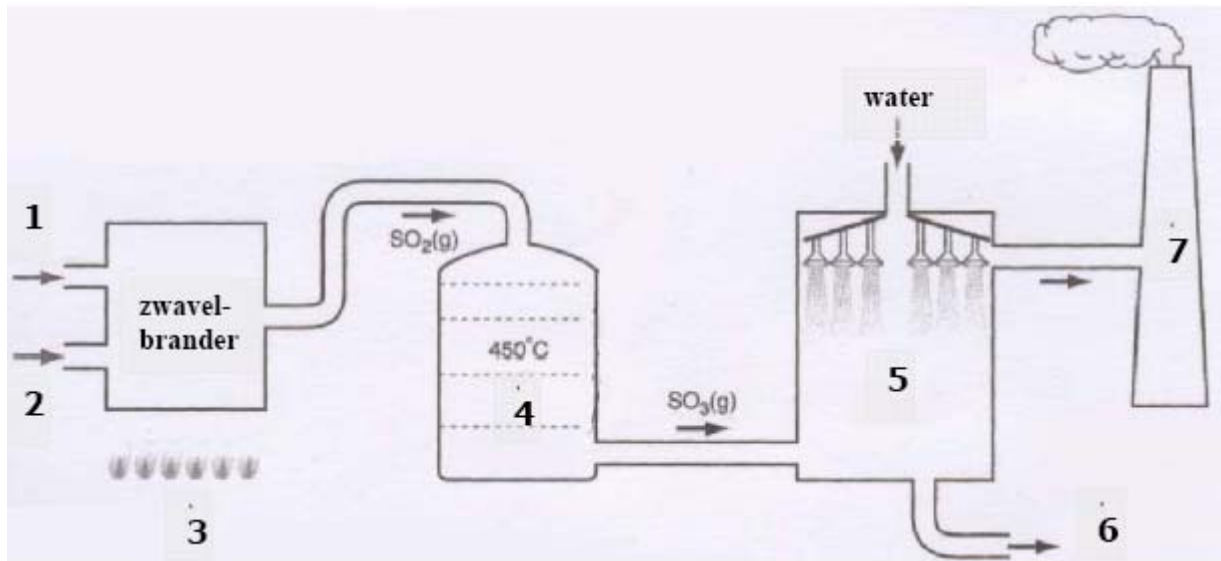 water
1
7
SO₂(g)
zwavel-
brander
450°C
5
2
4
SO₃(g)
3
6